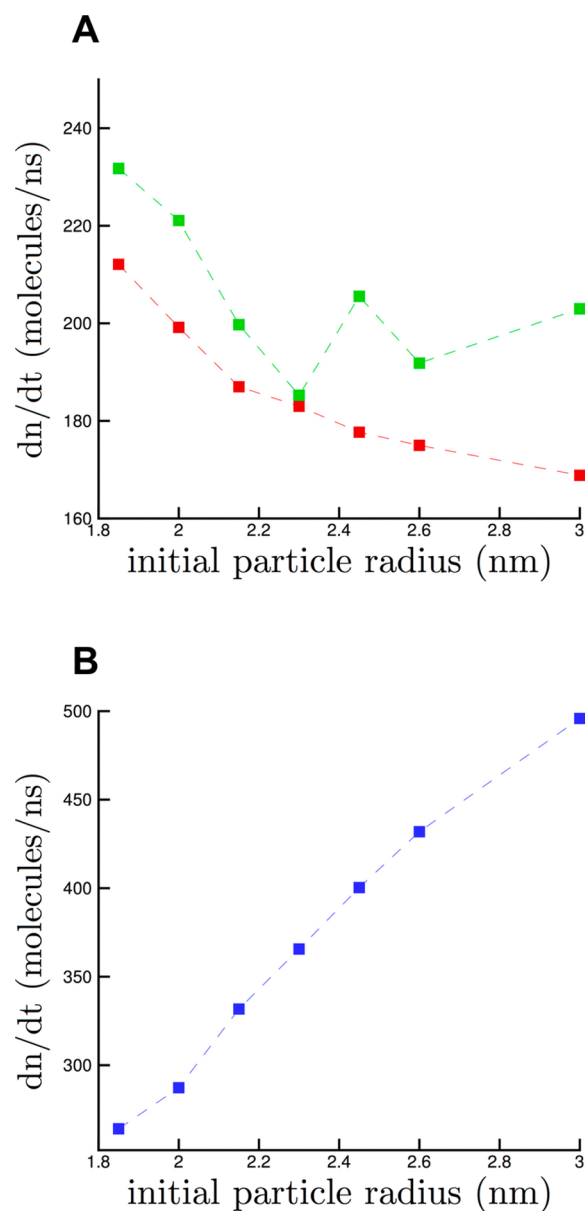 A
dn/dt (molecules/ns)
240
220
200
180
160
1.8 2 2.2 2.4 2.6 2.8 3
initial particle radius (nm)
B
dn/dt (molecules/ns)
500
450
400
350
300
1.8 2 2.2 2.4 2.6 2.8 3
initial particle radius (nm)